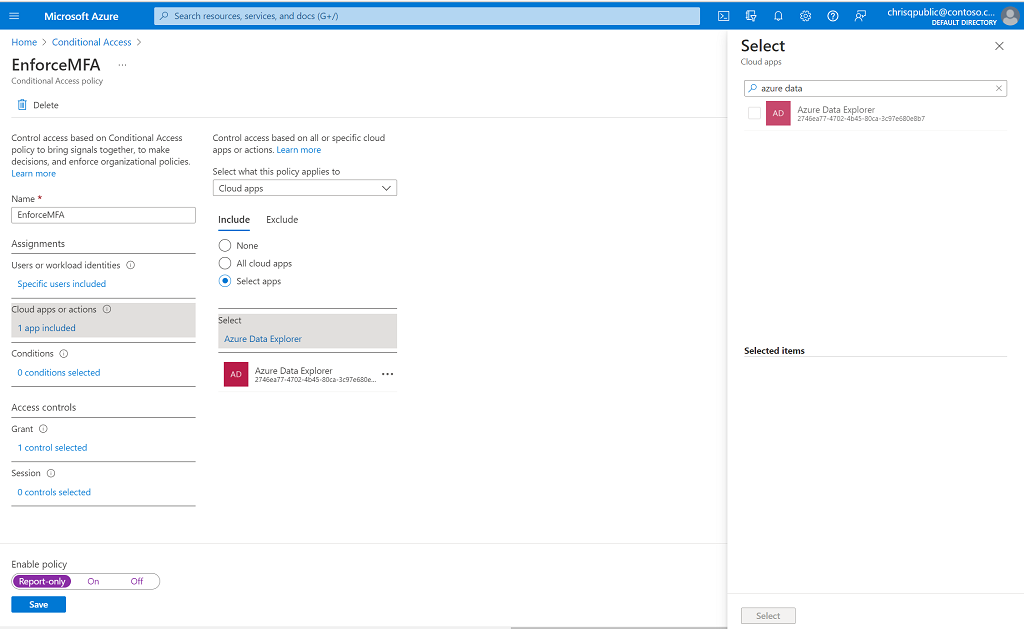 Microsoft Azure
Search resources, services, and docs (G+/)
chrisqpublic@contoso.c...
DEFAULT DIRECTORY
Home > Conditional Access >
EnforceMFA ...
Conditional Access policy
Delete
Control access based on Conditional Access
policy to bring signals together, to make
decisions, and enforce organizational policies.
Learn more
Name *
EnforceMFA
Assignments
Users or workload identities
Specific users included
Cloud apps or actions
1 app included
Conditions
0 conditions selected
Access controls
Grant
1 control selected
Session
0 controls selected
Enable policy
Report-only On Off
Save
Control access based on all or specific cloud
apps or actions. Learn more
Select what this policy applies to
Cloud apps
Include Exclude
None
All cloud apps
Select apps
Select
Azure Data Explorer
AD
Azure Data Explorer
2746ea77-4702-4b45-80ca-3c97e680e...
Select
Cloud apps
azure data
AD
Azure Data Explorer
2746ea77-4702-4b45-80ca-3c97e680e8b7
Selected items
Select